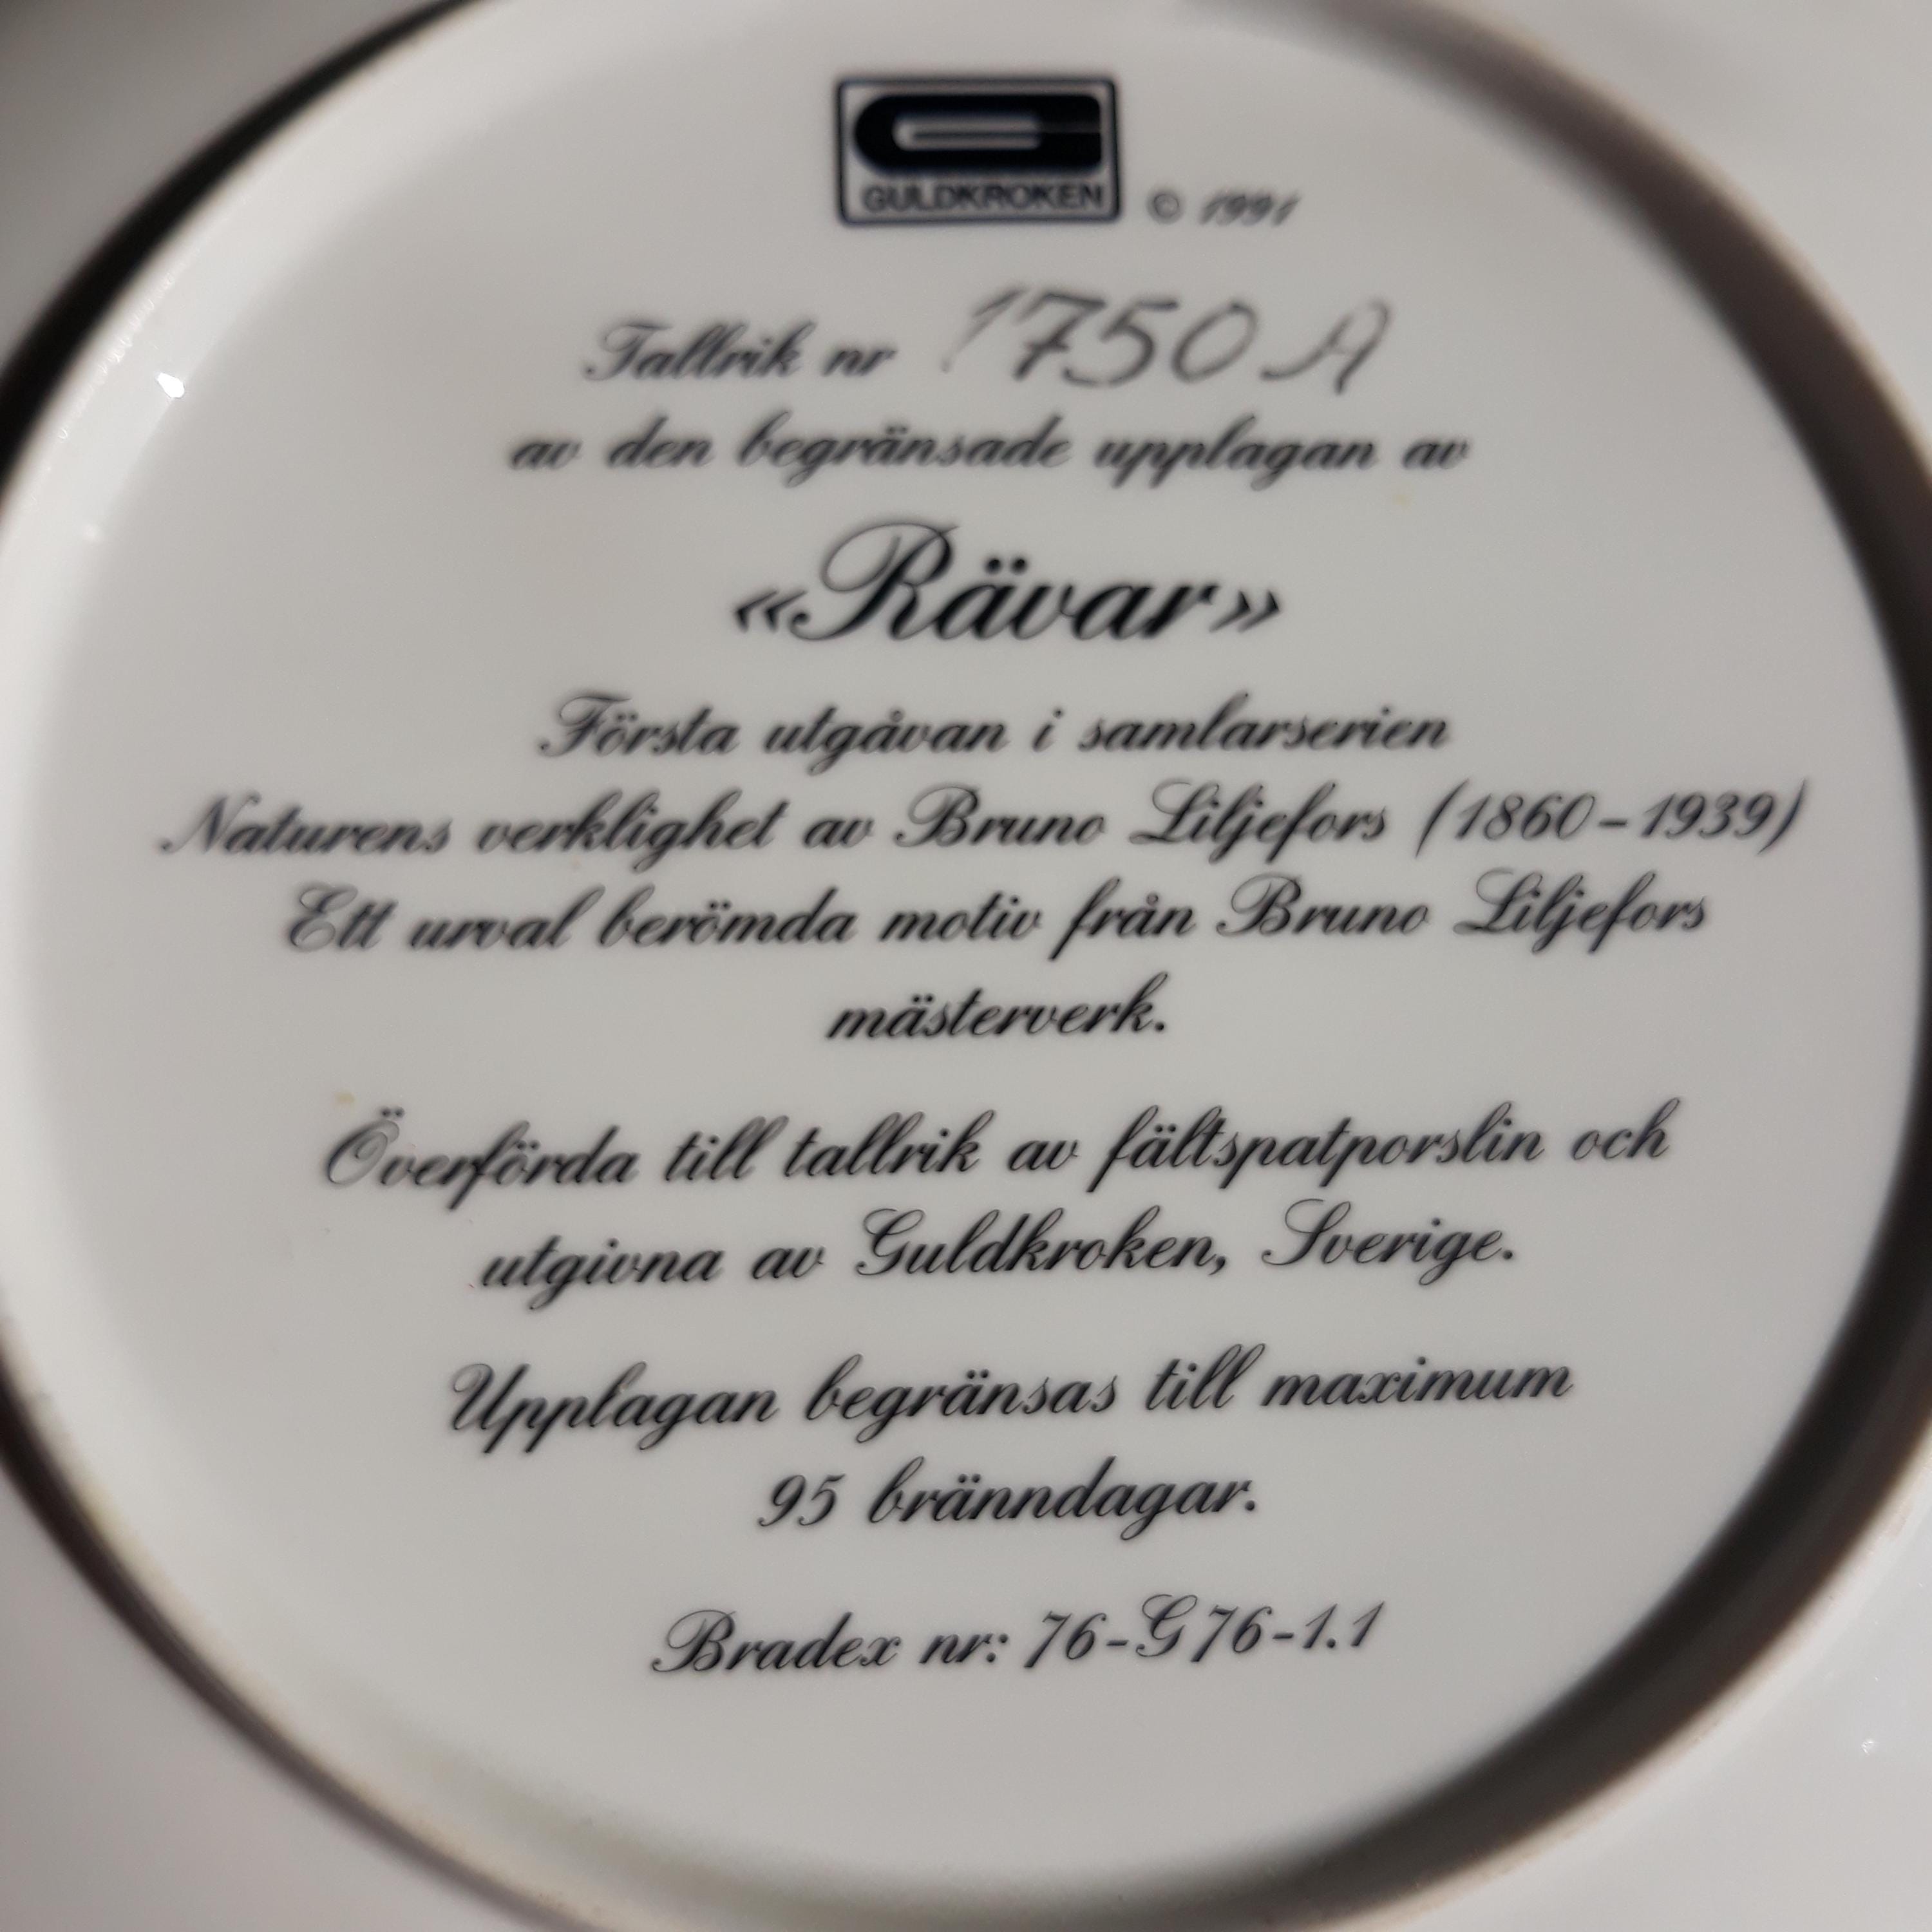 GULDKROKEN © 1991
Tallrik nr 1750 A
av den begränsade upplagan av
«Rävar»
Första utgåvan i samlarserien
Naturens verklighet av Bruno Liljefors (1860-1939)
Ett urval berömda motiv från Bruno Liljefors
mästerverk.
Överförda till tallrik av fältspatporslin och
utgivna av Guldkroken, Sverige.
Upplagan begränsas till maximum
95 bränndagar.
Bradex nr: 76-G76-1.1